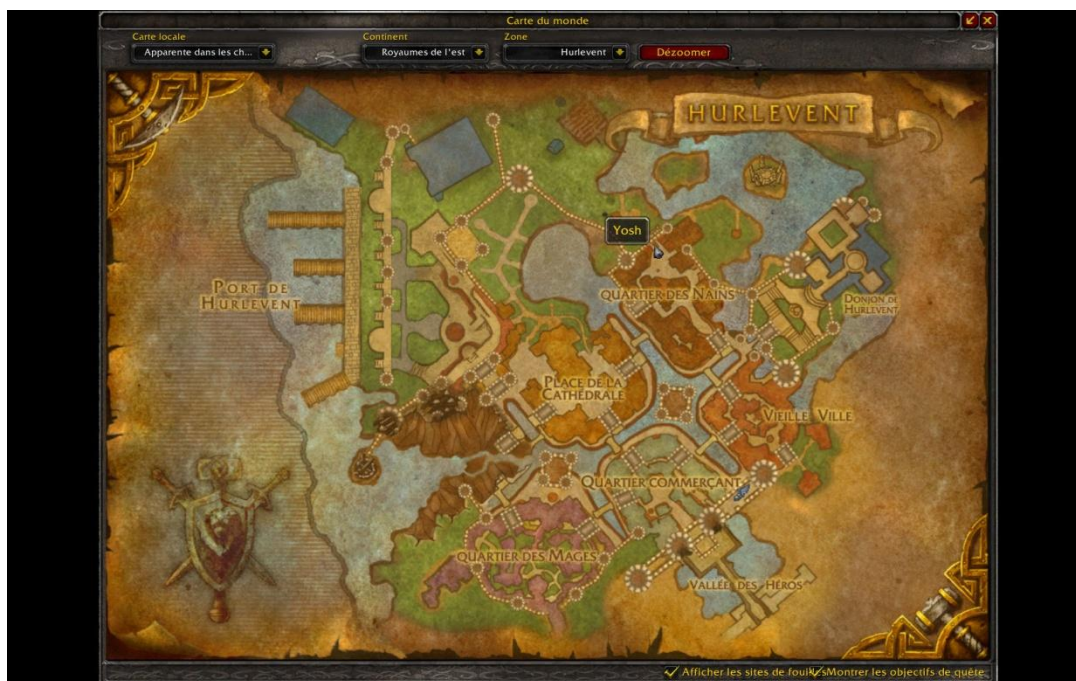 Carte du monde
Carte locale
Continent
Zone
Apparente dans les ch...
Royaumes de l'est
Hurlevent
Dézoomer
HURLEVENT
Yosh
PORT DE
HURLEVENT
QUARTIER DES NAINS
DONJON DE
HURLEVENT
PLACE DE LA
CATHÉDRALE
VIEILLE VILLE
QUARTIER COMMERÇANT
QUARTIER DES MAGES
VALLÉE DES HÉROS
Afficher les sites de fouilles
Montrer les objectifs de quête